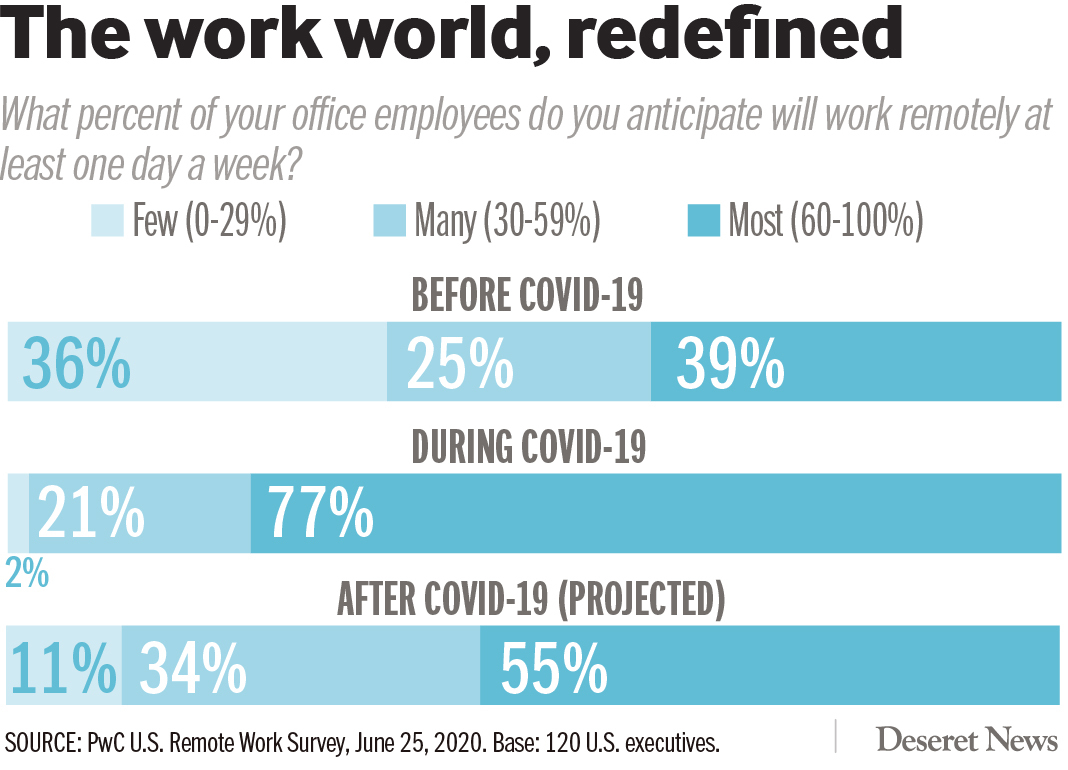 The work world, redefined
What percent of your office employees do you anticipate will work remotely at
least one day a week?
Few (0-29%) Many (30-59%) Most (60-100%)
BEFORE COVID-19
36% 25% 39%
DURING COVID-19
21% 77%
2%
AFTER COVID-19 (PROJECTED)
11% 34% 55%
SOURCE: PwC U.S. Remote Work Survey, June 25, 2020. Base: 120 U.S. executives.
Deseret News